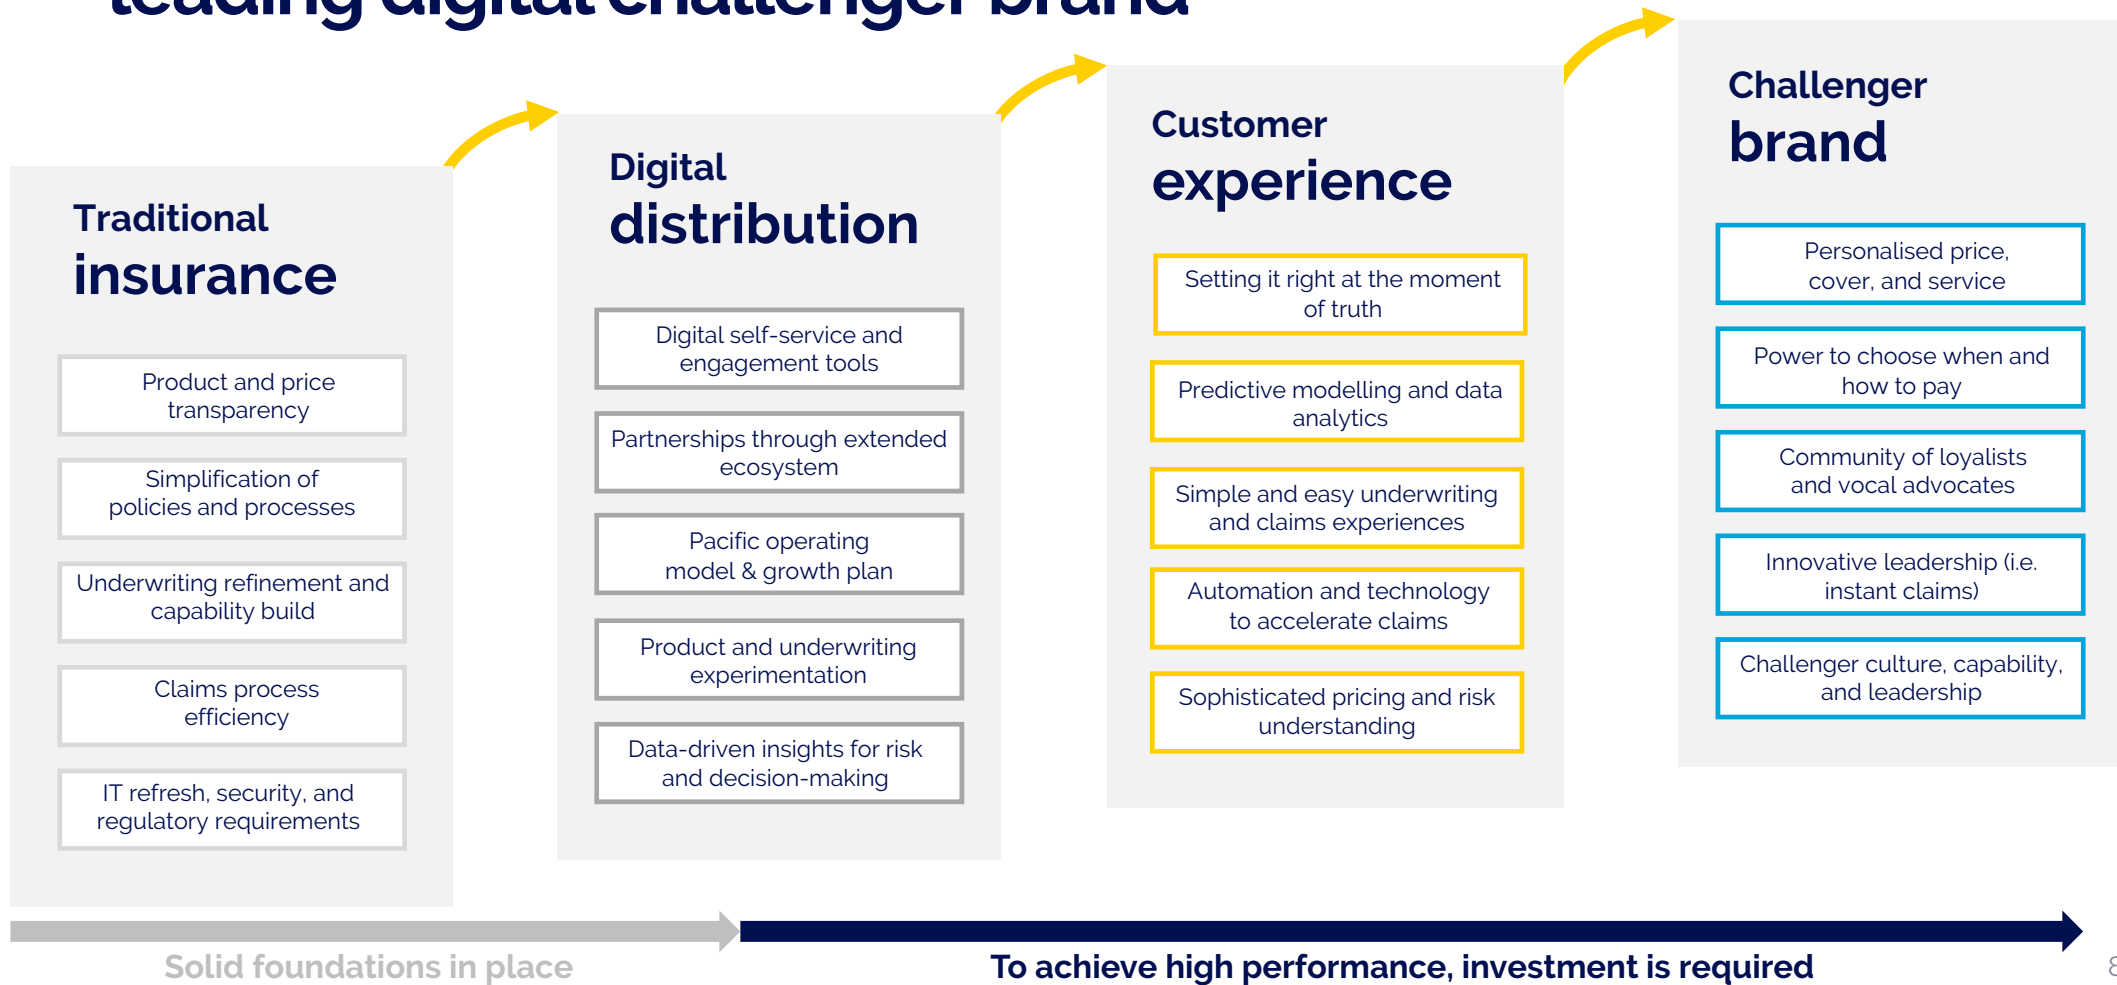 leading digital challenger brand
Traditional
insurance
Product and price
transparency
Simplification of
policies and processes
Underwriting refinement and
capability build
Claims process
efficiency
IT refresh, security, and
regulatory requirements
Digital
distribution
Digital self-service and
engagement tools
Partnerships through extended
ecosystem
Pacific operating
model & growth plan
Product and underwriting
experimentation
Data-driven insights for risk
and decision-making
Customer
experience
Setting it right at the moment
of truth
Predictive modelling and data
analytics
Simple and easy underwriting
and claims experiences
Automation and technology
to accelerate claims
Sophisticated pricing and risk
understanding
Challenger
brand
Personalised price,
cover, and service
Power to choose when and
how to pay
Community of loyalists
and vocal advocates
Innovative leadership (i.e.
instant claims)
Challenger culture, capability,
and leadership
Solid foundations in place
To achieve high performance, investment is required
8